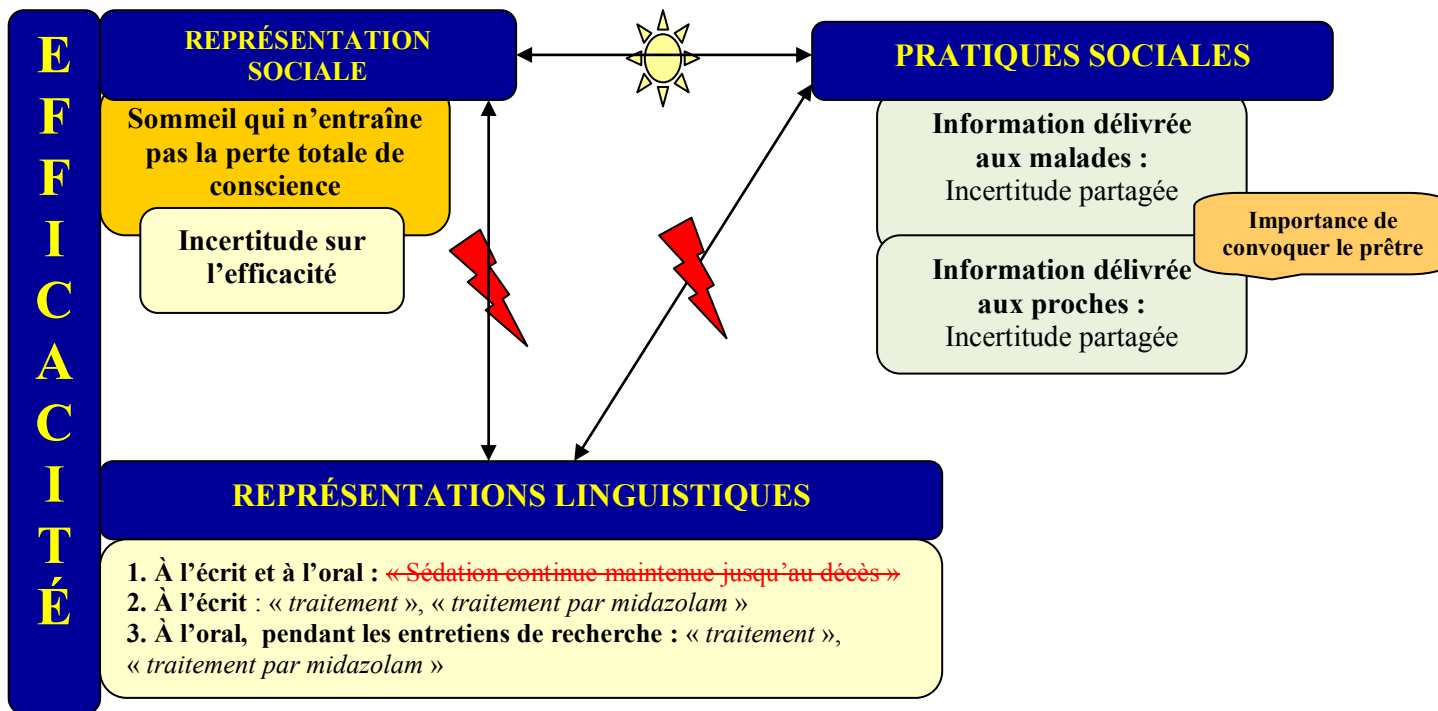 EFFICACITÉ
REPRÉSENTATION
SOCIALE
Sommeil qui n’entraîne
pas la perte totale de
conscience
Incertitude sur
l’efficacité
PRATIQUES SOCIALES
Information délivrée
aux malades :
Incertitude partagée
Importance de
convoquer le prêtre
Information délivrée
aux proches :
Incertitude partagée
REPRÉSENTATIONS LINGUISTIQUES
1. À l’écrit et à l’oral : « Sédation continue maintenue jusqu’au décès »
2. À l’écrit : « traitement », « traitement par midazolam »
3. À l’oral, pendant les entretiens de recherche : « traitement »,
« traitement par midazolam »